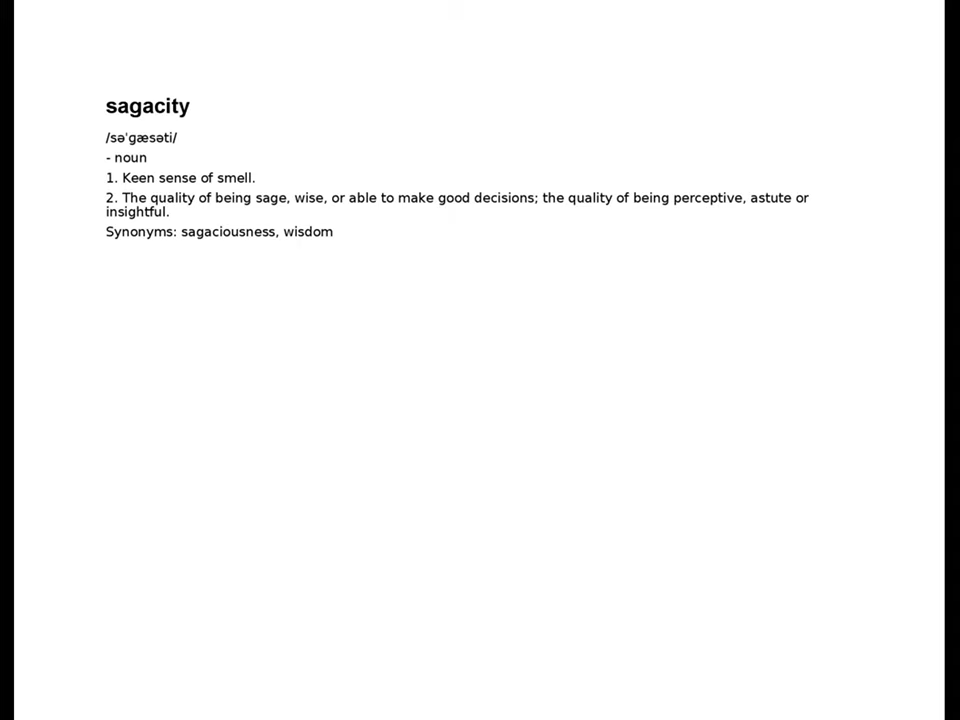 sagacity
/səˈɡæsəti/
- noun
1. Keen sense of smell.
2. The quality of being sage, wise, or able to make good decisions; the quality of being perceptive, astute or
insightful.
Synonyms: sagaciousness, wisdom